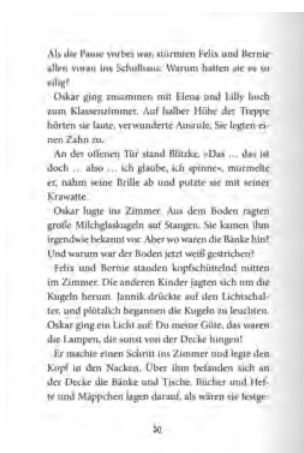 Als die Pause vorbei war, stürmten Felix und Bernie
allen voran ins Schulhaus. Warum hatten sie es so
eilig?
Oskar ging zusammen mit Elena und Lilly hoch
zum Klassenzimmer. Auf halber Höhe der Treppe
hörten sie laute, verwunderte Ausrufe. Sie legten ei-
nen Zahn zu.
An der offenen Tür stand Blitzke. »Das ... das ist
doch ... also ... ich glaube, ich spinne«, murmelte
er, nahm seine Brille ab und putzte sie mit seiner
Krawatte.
Oskar lugte ins Zimmer. Aus dem Boden ragten
große Milchglaskugeln auf Stangen. Sie kamen ihm
irgendwie bekannt vor. Aber wo waren die Bänke hin?
Und warum war der Boden jetzt weiß gestrichen?
Felix und Bernie standen kopfschüttelnd mitten
im Zimmer. Die anderen Kinder jagten sich um die
Kugeln herum. Jannik drückte auf den Lichtschal-
ter, und plötzlich begannen die Kugeln zu leuchten.
Oskar ging ein Licht auf: Du meine Güte, das waren
die Lampen, die sonst von der Decke hingen!
Er machte einen Schritt ins Zimmer und legte den
Kopf in den Nacken. Über ihm befanden sich an
der Decke die Bänke und Tische. Bücher und Hef-
te und Mäppchen lagen darauf, als wären sie festge-